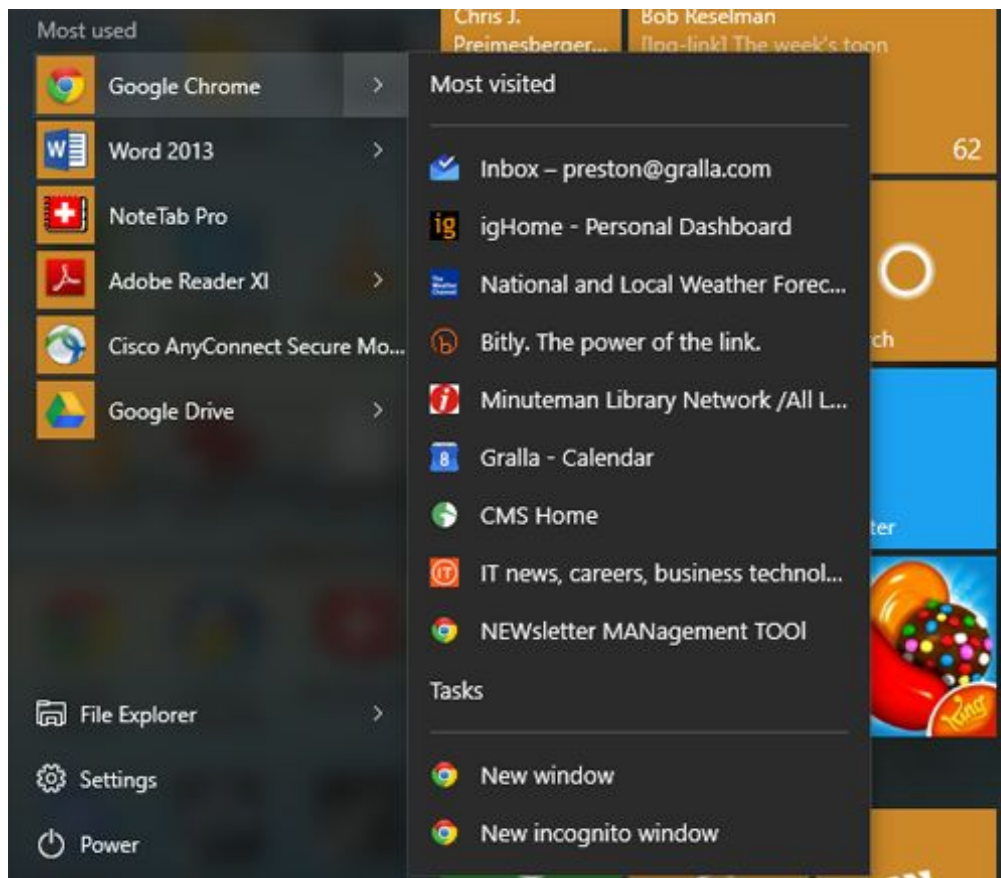 Most used
Google Chrome
Word 2013
NoteTab Pro
Adobe Reader XI
Cisco AnyConnect Secure Mo...
Google Drive
File Explorer
Settings
Power
Most visited
Inbox – preston@gralla.com
igHome - Personal Dashboard
National and Local Weather Forec...
Bitly. The power of the link.
Minuteman Library Network /All L...
Gralla - Calendar
CMS Home
IT news, careers, business technol...
NEWsletter MANagement TOOl
Tasks
New window
New incognito window
Chris J.
Preimesberger...
Bob Reselman
[lpg-link] The week's toon
62
ch
ter
King